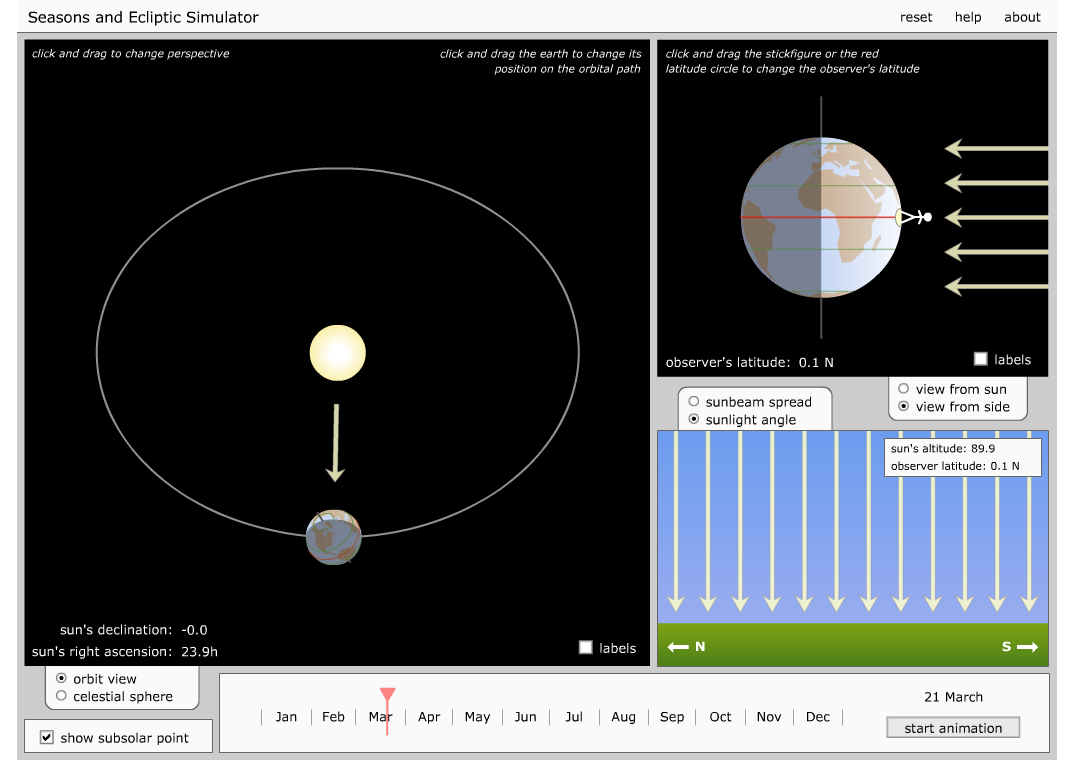 Seasons and Ecliptic Simulator
reset help about
click and drag to change perspective
click and drag the earth to change its
position on the orbital path
sun's declination: -0.0
sun's right ascension: 23.9h
labels
click and drag the stickfigure or the red
latitude circle to change the observer's latitude
observer's latitude: 0.1 N
labels
view from sun
view from side
sunbeam spread
sunlight angle
sun's altitude: 89.9
observer latitude: 0.1 N
N
S
orbit view
celestial sphere
show subsolar point
Jan Feb Mar Apr May Jun Jul Aug Sep Oct Nov Dec
21 March
start animation